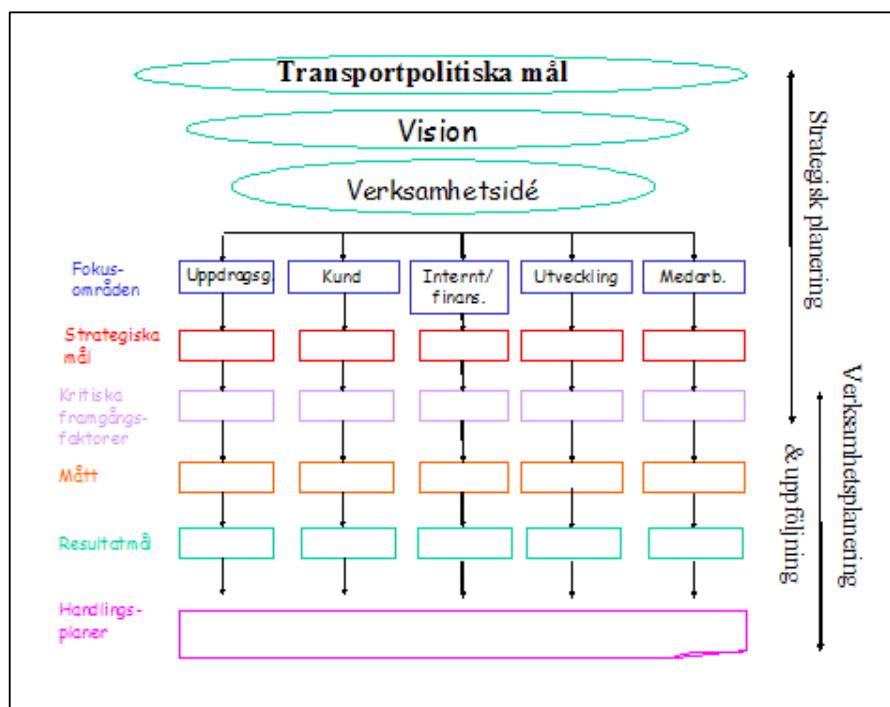 Transportpolitiska mål
Vision
Verksamhetsidé
Fokus-
områden
Uppdragsg.
Kund
Internt/
finans.
Utveckling
Medarb.
Strategiska
mål
Kritiska
framgångs-
faktorer
Mått
Resultatmål
Handlings-
planer
Strategisk planering
Verksamhetsplanering
& uppföljning